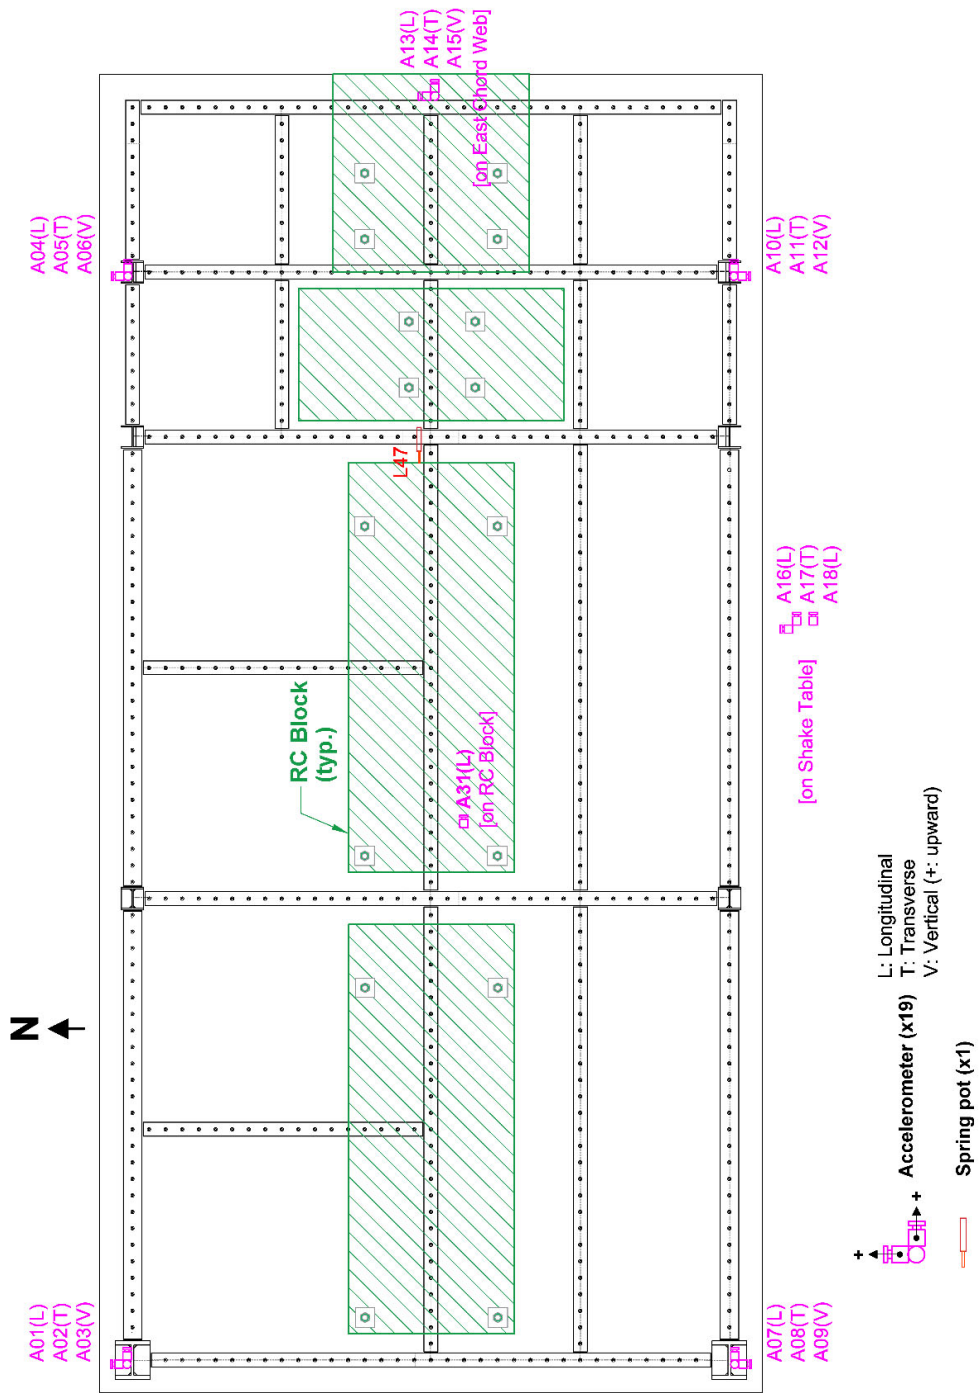 A13(L)
A14(T)
A15(V)
[on East Chord Web]
A04(L)
A05(T)
A06(V)
A10(L)
A11(T)
A12(V)
L47
A16(L)
A17(T)
A18(L)
[on Shake Table]
RC Block
(typ.)
A31(L)
[on RC Block]
N
A01(L)
A02(T)
A03(V)
A07(L)
A08(T)
A09(V)
L: Longitudinal
T: Transverse
V: Vertical (+: upward)
+
+
Accelerometer (x19)
Spring pot (x1)